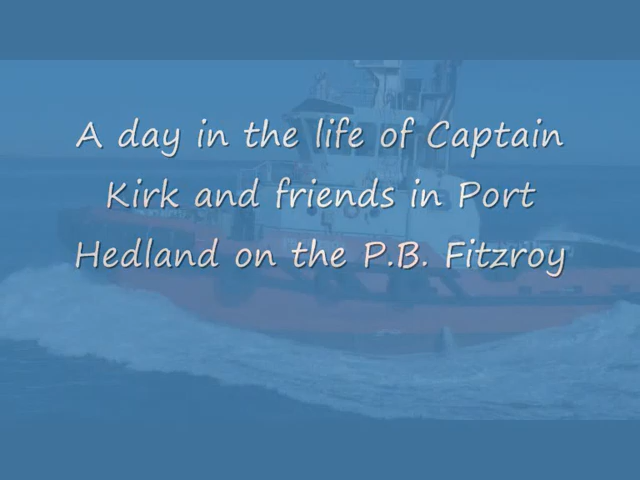 A day in the life of Captain
Kirk and friends in Port
Hedland on the P.B. Fitzroy